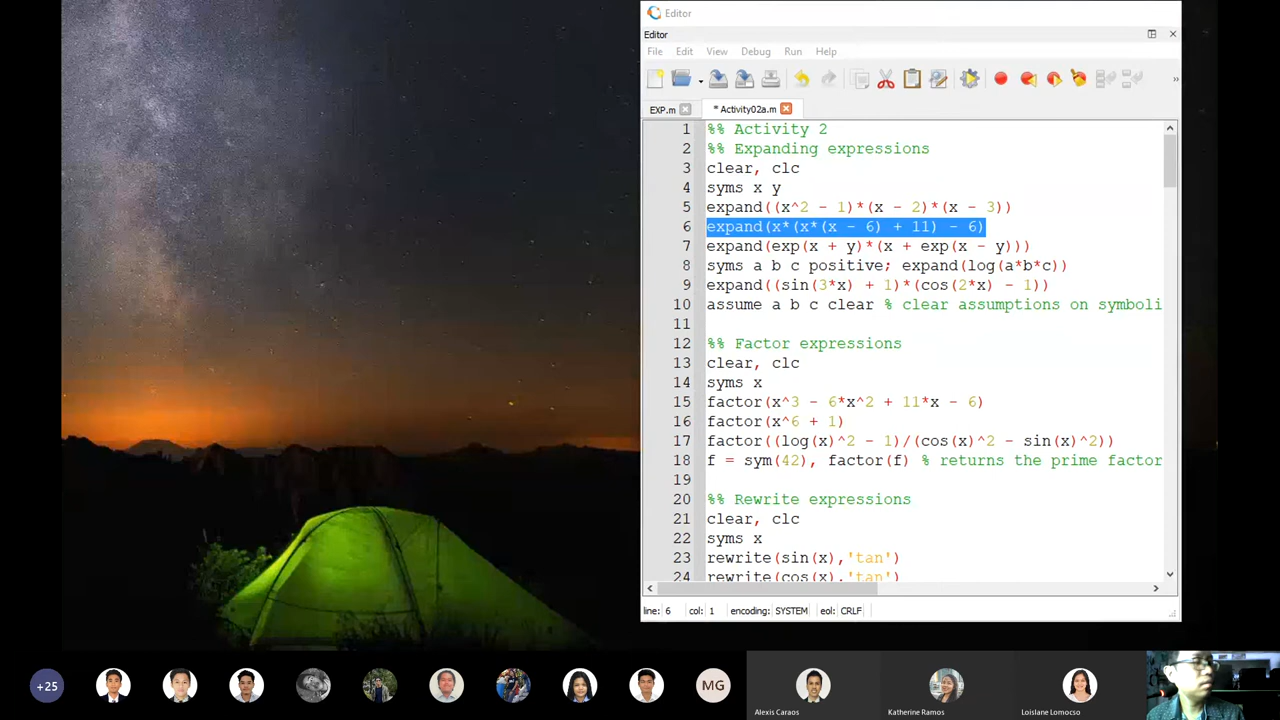 Editor
Editor
File Edit View Debug Run Help
»
EXP.m * Activity02a.m
1 %% Activity 2
2 %% Expanding expressions
3 clear, clc
4 syms x y
5 expand((x^2 - 1)*(x - 2)*(x - 3))
6 expand(x*(x*(x - 6) + 11) - 6)
7 expand(exp(x + y)*(x + exp(x - y)))
8 syms a b c positive; expand(log(a*b*c))
9 expand((sin(3*x) + 1)*(cos(2*x) - 1))
10 assume a b c clear % clear assumptions on symboli
11
12 %% Factor expressions
13 clear, clc
14 syms x
15 factor(x^3 - 6*x^2 + 11*x - 6)
16 factor(x^6 + 1)
17 factor((log(x)^2 - 1)/(cos(x)^2 - sin(x)^2))
18 f = sym(42), factor(f) % returns the prime factor
19
20 %% Rewrite expressions
21 clear, clc
22 syms x
23 rewrite(sin(x),'tan')
24 rewrite(cos(x),'tan')
line: 6 col: 1 encoding: SYSTEM eol: CRLF
+25 MG
Alexis Caraos Katherine Ramos Loislane Lomocso